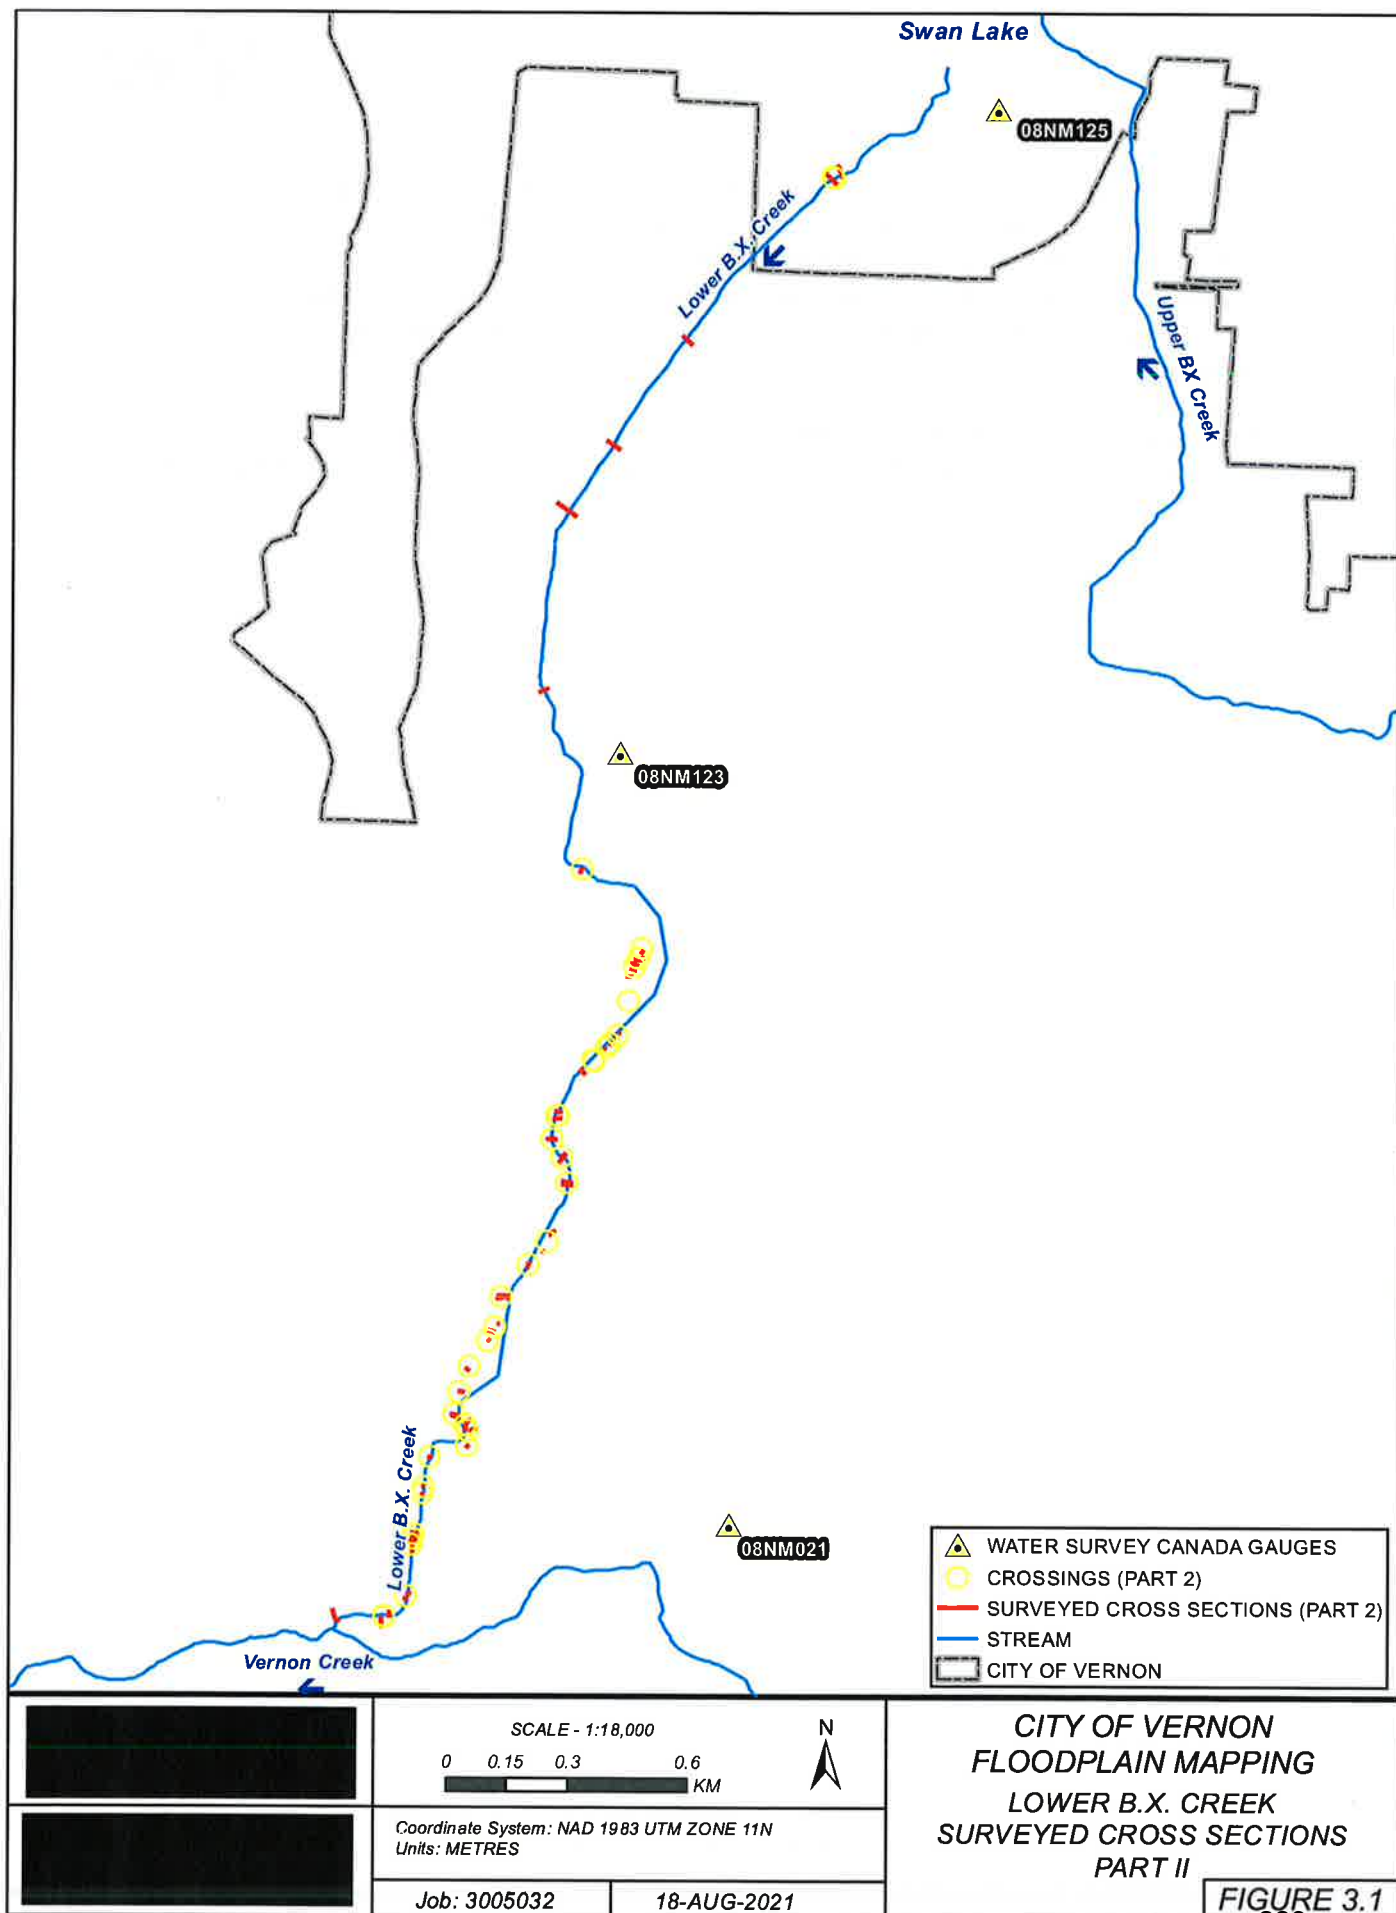 Swan Lake
08NM125
Lower B.X. Creek
Upper BX Creek
08NM123
Lower B.X. Creek
08NM021
Vernon Creek
WATER SURVEY CANADA GAUGES
CROSSINGS (PART 2)
SURVEYED CROSS SECTIONS (PART 2)
STREAM
CITY OF VERNON
SCALE - 1:18,000
0 0.15 0.3 0.6
KM
N
Coordinate System: NAD 1983 UTM ZONE 11N
Units: METRES
Job: 3005032
18-AUG-2021
CITY OF VERNON
FLOODPLAIN MAPPING
LOWER B.X. CREEK
SURVEYED CROSS SECTIONS
PART II
FIGURE 3.1